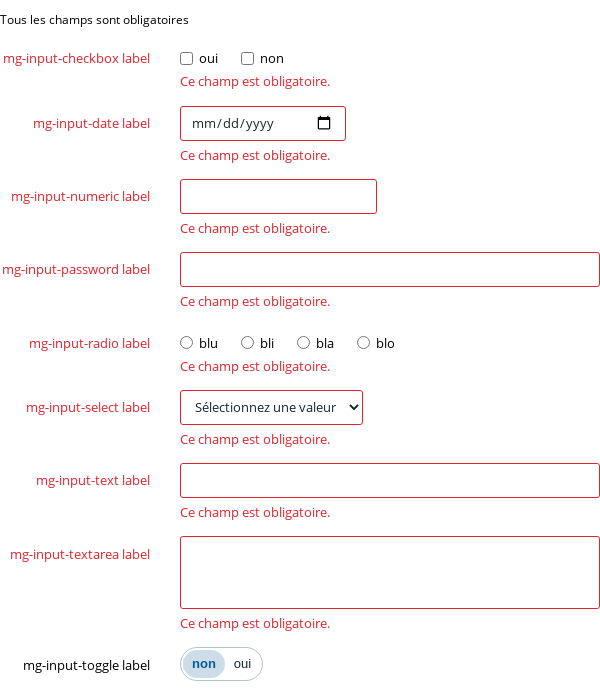 Tous les champs sont obligatoires
mg-input-checkbox label oui non
Ce champ est obligatoire.
mg-input-date label mm/dd/yyyy
Ce champ est obligatoire.
mg-input-numeric label
Ce champ est obligatoire.
mg-input-password label
Ce champ est obligatoire.
mg-input-radio label blu bli bla blo
Ce champ est obligatoire.
mg-input-select label Sélectionnez une valeur
Ce champ est obligatoire.
mg-input-text label
Ce champ est obligatoire.
mg-input-textarea label
Ce champ est obligatoire.
mg-input-toggle label non oui